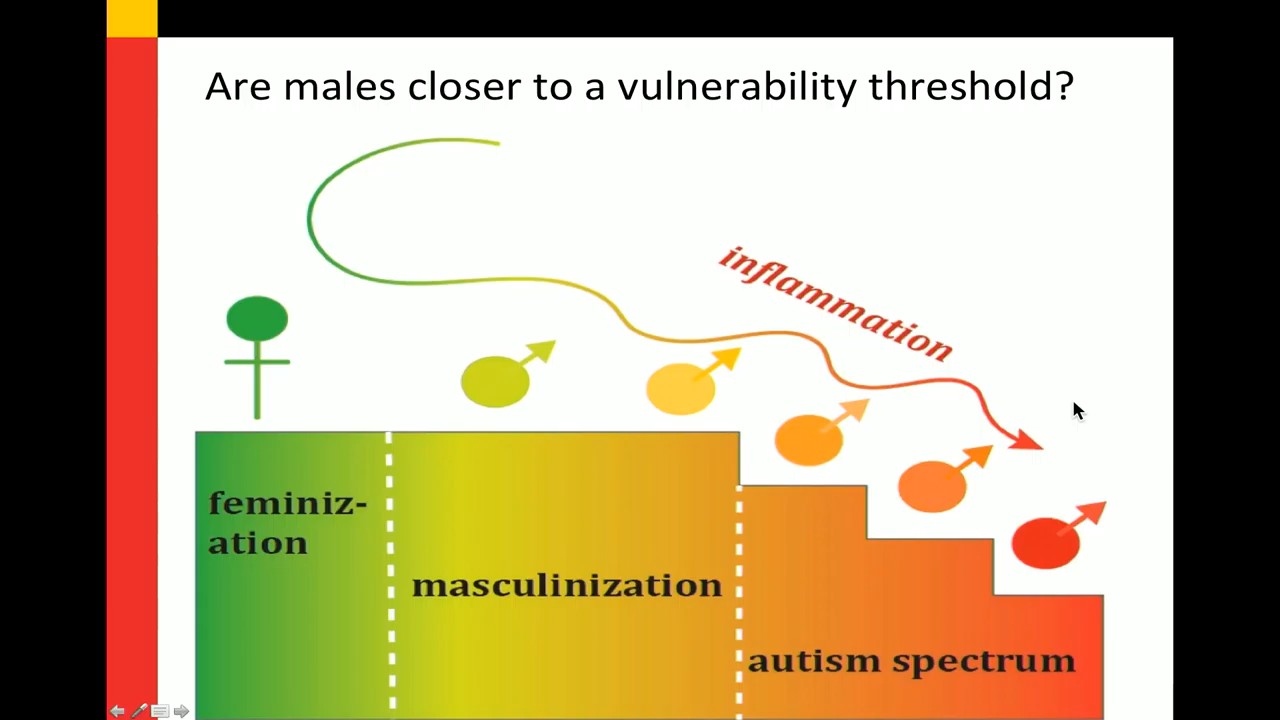 Are males closer to a vulnerability threshold?
inflammation
feminiz-
ation
masculinization
autism spectrum